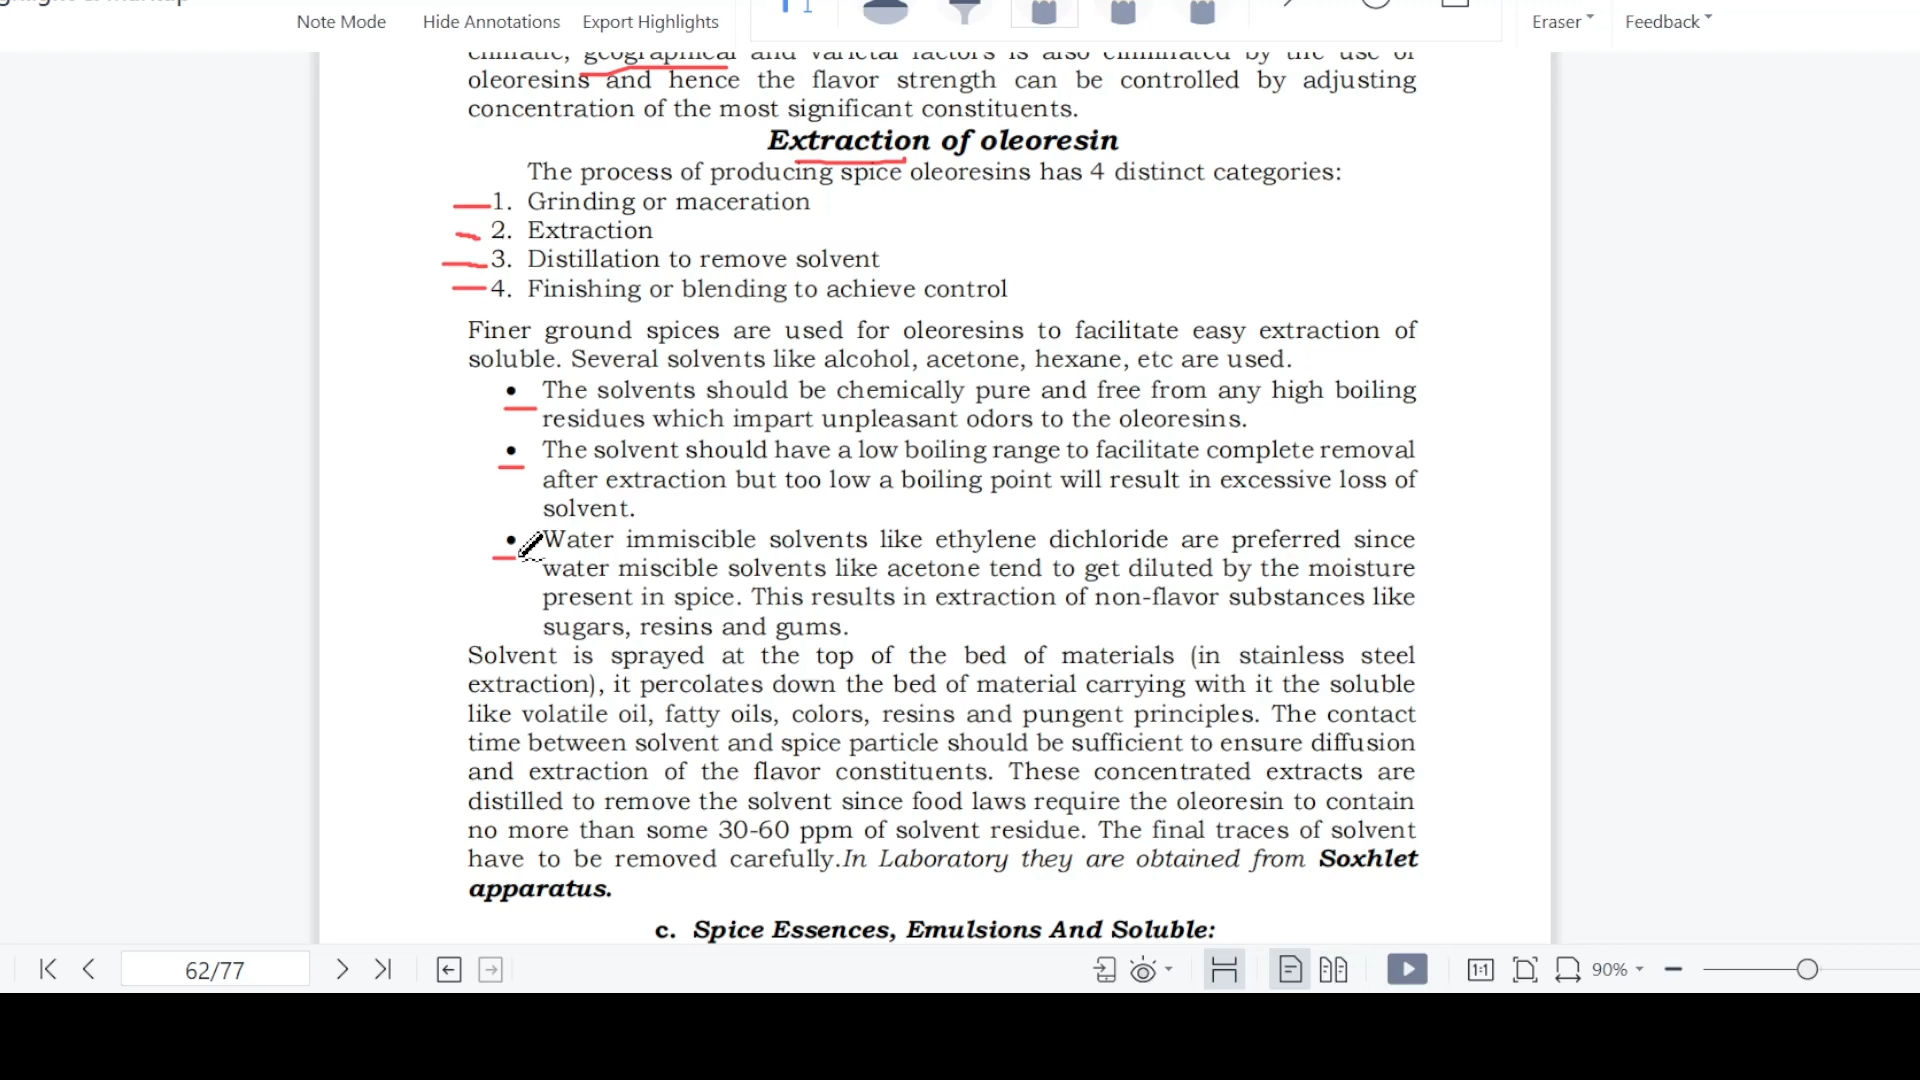 Note Mode
Hide Annotations
Export Highlights
Eraser
Feedback
climatic, geographical and varietal factors is also eliminated by the use of
oleoresins and hence the flavor strength can be controlled by adjusting
concentration of the most significant constituents.
Extraction of oleoresin
The process of producing spice oleoresins has 4 distinct categories:
1. Grinding or maceration
2. Extraction
3. Distillation to remove solvent
4. Finishing or blending to achieve control
Finer ground spices are used for oleoresins to facilitate easy extraction of
soluble. Several solvents like alcohol, acetone, hexane, etc are used.
• The solvents should be chemically pure and free from any high boiling
residues which impart unpleasant odors to the oleoresins.
• The solvent should have a low boiling range to facilitate complete removal
after extraction but too low a boiling point will result in excessive loss of
solvent.
• Water immiscible solvents like ethylene dichloride are preferred since
water miscible solvents like acetone tend to get diluted by the moisture
present in spice. This results in extraction of non-flavor substances like
sugars, resins and gums.
Solvent is sprayed at the top of the bed of materials (in stainless steel
extraction), it percolates down the bed of material carrying with it the soluble
like volatile oil, fatty oils, colors, resins and pungent principles. The contact
time between solvent and spice particle should be sufficient to ensure diffusion
and extraction of the flavor constituents. These concentrated extracts are
distilled to remove the solvent since food laws require the oleoresin to contain
no more than some 30-60 ppm of solvent residue. The final traces of solvent
have to be removed carefully.In Laboratory they are obtained from Soxhlet
apparatus.
c. Spice Essences, Emulsions And Soluble:
62/77
1:1
90%